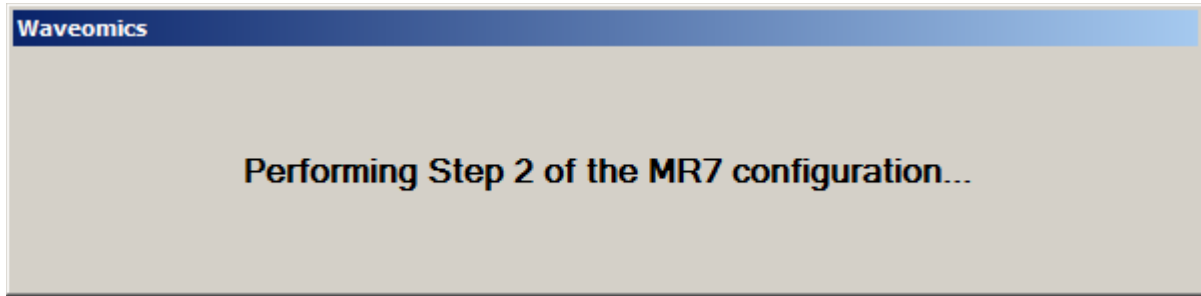 Waveomics
Performing Step 2 of the MR7 configuration...